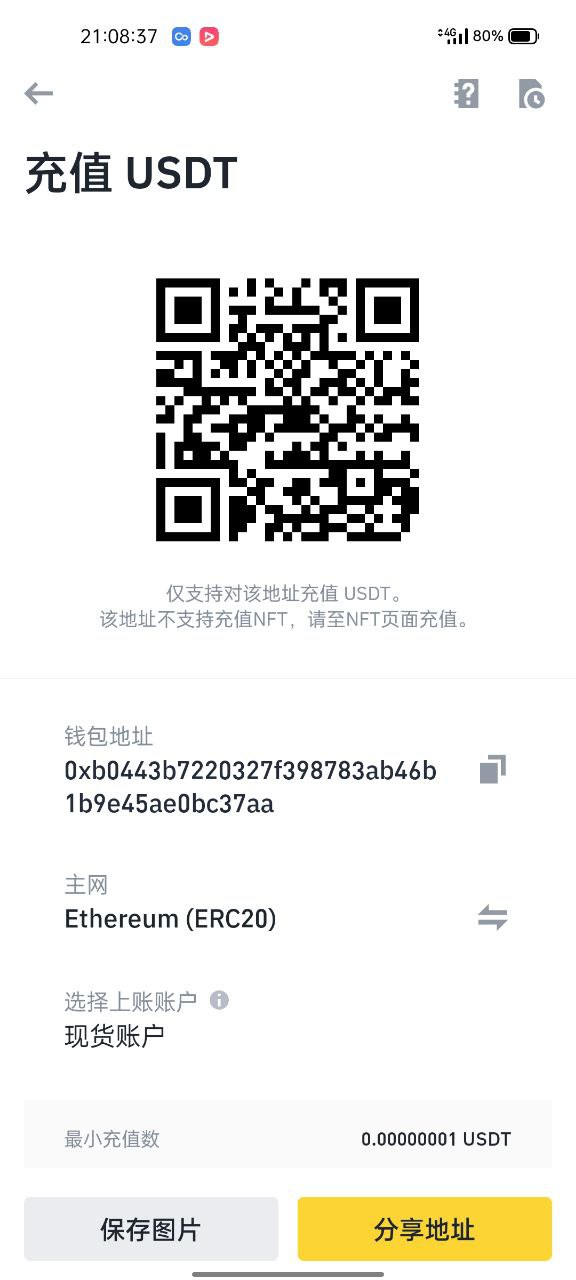 21:08:37
4G 80%
充值 USDT
仅支持对该地址充值 USDT。
该地址不支持充值NFT，请至NFT页面充值。
钱包地址
0xb0443b7220327f398783ab46b
1b9e45ae0bc37aa
主网
Ethereum (ERC20)
选择上账账户
现货账户
最小充值数 0.00000001 USDT
保存图片 分享地址